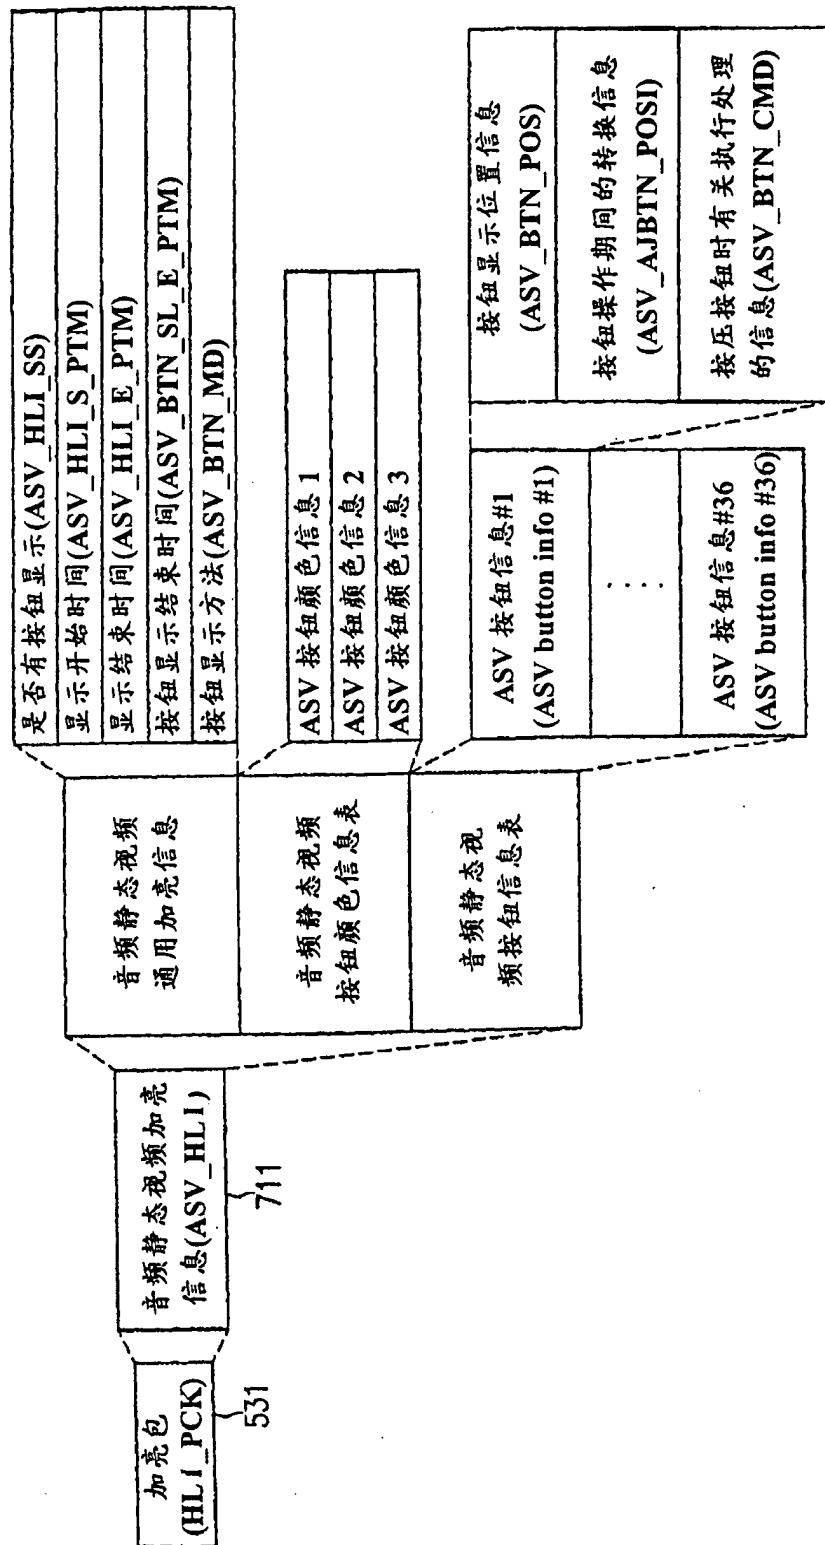 加亮包
(HLI_PCK)
531
音频静态视频加亮
信息(ASV_HLI)
711
音频静态视频
通用加亮信息
音频静态视频
按钮颜色信息表
音频静态视
频按钮信息表
是否有按钮显示(ASV_HLI_SS)
显示开始时间(ASV_HLI_S_PTM)
显示结束时间(ASV_HLI_E_PTM)
按钮显示结束时间(ASV_BTN_SL_E_PTM)
按钮显示方法(ASV_BTN_MD)
ASV 按钮颜色信息 1
ASV 按钮颜色信息 2
ASV 按钮颜色信息 3
ASV 按钮信息#1
(ASV button info #1)
....
ASV 按钮信息#36
(ASV button info #36)
按钮显示位置信息
(ASV_BTN_POS)
按钮操作期间的转换信息
(ASV_AJBTN_POSI)
按压按钮时有关执行处理
的信息(ASV_BTN_CMD)